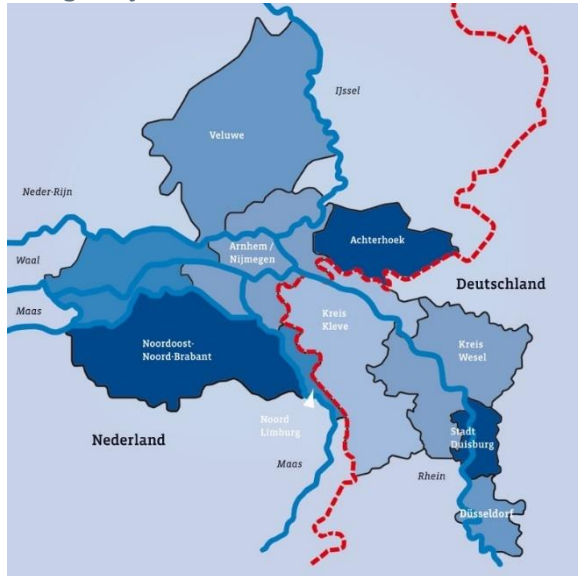 IJssel
Veluwe
Neder-Rijn
Achterhoek
Arnhem /
Nijmegen
Waal
Deutschland
Maas
Kreis
Kleve
Noordoost-
Noord-Brabant
Kreis
Wesel
Noord
Limburg
Stadt
Duisburg
Nederland
Maas
Rhein
Düsseldorf